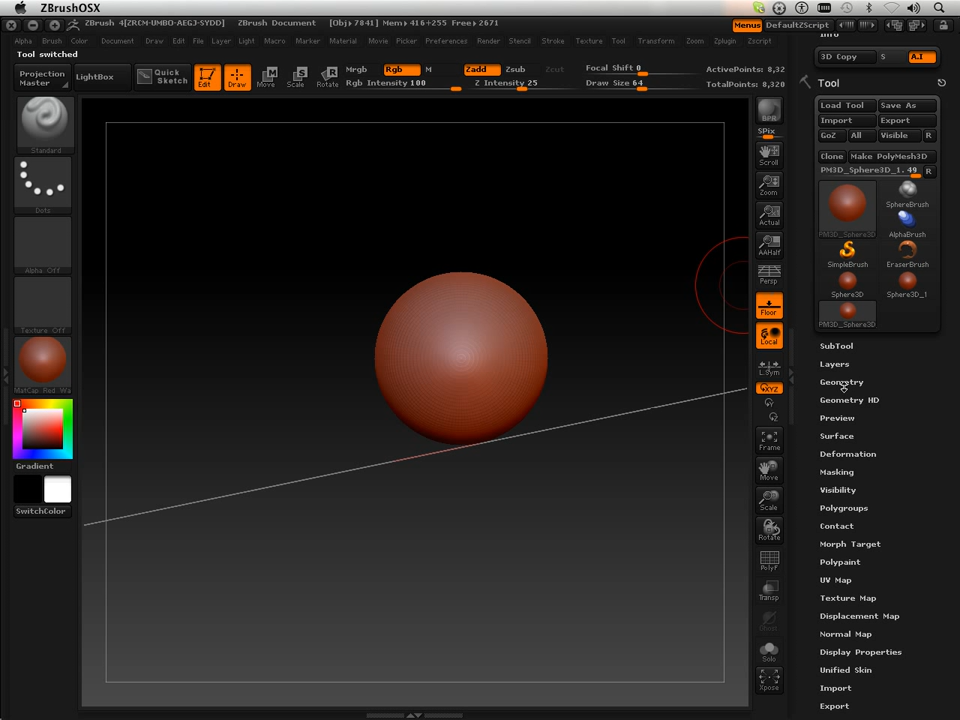 ZBrushOSX
ZBrush 4[ZRCM-UMBO-AEGJ-SYDD] ZBrush Document [Obj▸7841] Mem▸416+255 Free▸2671
Menus DefaultZScript
Alpha Brush Color Document Draw Edit File Layer Light Macro Marker Material Movie Picker Preferences Render Stencil Stroke Texture Tool Transform Zoom Zplugin Zscript
Tool switched
Projection Master
LightBox
Quick Sketch
Edit
Draw
Move
Scale
Rotate
Mrgb Rgb M
Rgb Intensity 100
Zadd Zsub Zcut
Z Intensity 25
Focal Shift 0
Draw Size 64
ActivePoints: 8,32
TotalPoints: 8,320
Standard
Dots
Alpha Off
Texture Off
MatCap Red Wa
Gradient
SwitchColor
BPR
SPix
Scroll
Zoom
Actual
AAHalf
Persp
Floor
Local
L.Sym
XYZ
Frame
Move
Scale
Rotate
PolyF
Transp
Solo
Xpose
Info
3D Copy S A.I
Tool
Load Tool Save As
Import Export
GoZ All Visible R
Clone Make PolyMesh3D
PM3D_Sphere3D_1. 49 R
PM3D_Sphere3D
SphereBrush
AlphaBrush
SimpleBrush EraserBrush
Sphere3D Sphere3D_1
PM3D_Sphere3D
SubTool
Layers
Geometry
Geometry HD
Preview
Surface
Deformation
Masking
Visibility
Polygroups
Contact
Morph Target
Polypaint
UV Map
Texture Map
Displacement Map
Normal Map
Display Properties
Unified Skin
Import
Export